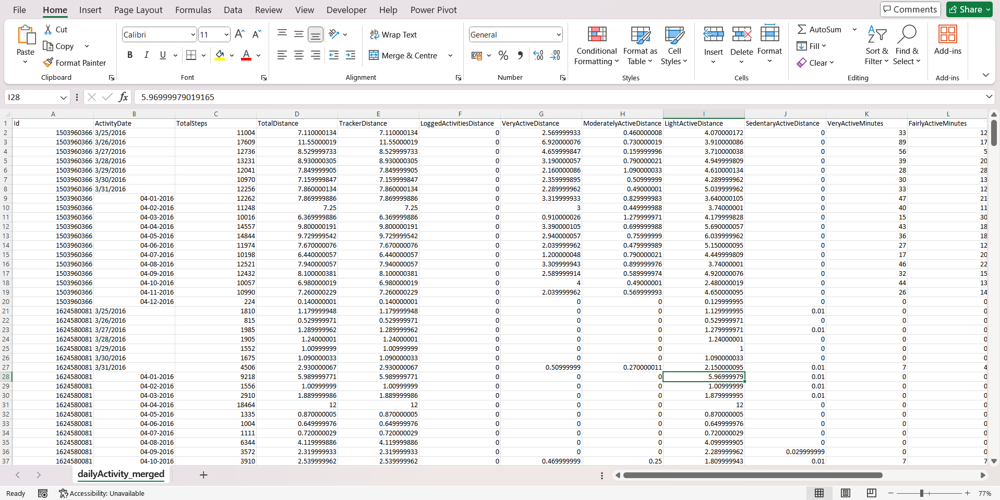 File Home Insert Page Layout Formulas Data Review View Developer Help Power Pivot Comments Share
Paste Cut Copy Format Painter Clipboard
Calibri 11 B I U A Font
Wrap Text Merge & Centre Alignment
General % Number
Conditional Formatting Format as Table Cell Styles Styles
Insert Delete Format Cells
AutoSum Fill Clear Sort & Filter Find & Select Editing
Add-ins Add-ins
I28 fx 5.96999979019165
A B C D E F G H I J K L
1 Id ActivityDate TotalSteps TotalDistance TrackerDistance LoggedActivitiesDistance VeryActiveDistance ModeratelyActiveDistance LightActiveDistance SedentaryActiveDistance VeryActiveMinutes FairlyActiveMinutes
2 1503960366 3/25/2016 11004 7.110000134 7.110000134 0 2.569999933 0.460000008 4.070000172 0 33 12
3 1503960366 3/26/2016 17609 11.55000019 11.55000019 0 6.920000076 0.730000019 3.910000086 0 89 17
4 1503960366 3/27/2016 12736 8.529999733 8.529999733 0 4.659999847 0.159999996 3.710000038 0 56 5
5 1503960366 3/28/2016 13231 8.930000305 8.930000305 0 3.190000057 0.790000021 4.949999809 0 39 20
6 1503960366 3/29/2016 12041 7.849999905 7.849999905 0 2.160000086 1.090000033 4.610000134 0 28 28
7 1503960366 3/30/2016 10970 7.159999847 7.159999847 0 2.359999895 0.50999999 4.289999962 0 30 13
8 1503960366 3/31/2016 12256 7.860000134 7.860000134 0 2.289999962 0.49000001 5.039999962 0 33 12
9 1503960366 04-01-2016 12262 7.869999886 7.869999886 0 3.319999933 0.829999983 3.640000105 0 47 21
10 1503960366 04-02-2016 11248 7.25 7.25 0 3 0.449999988 3.74000001 0 40 11
11 1503960366 04-03-2016 10016 6.369999886 6.369999886 0 0.910000026 1.279999971 4.179999828 0 15 30
12 1503960366 04-04-2016 14557 9.800000191 9.800000191 0 3.390000105 0.699999988 5.690000057 0 43 18
13 1503960366 04-05-2016 14844 9.729999542 9.729999542 0 2.940000057 0.75999999 6.039999962 0 36 18
14 1503960366 04-06-2016 11974 7.670000076 7.670000076 0 2.039999962 0.479999989 5.150000095 0 27 12
15 1503960366 04-07-2016 10198 6.440000057 6.440000057 0 1.200000048 0.790000021 4.449999809 0 17 20
16 1503960366 04-08-2016 12521 7.940000057 7.940000057 0 3.309999943 0.899999976 3.74000001 0 46 22
17 1503960366 04-09-2016 12432 8.100000381 8.100000381 0 2.589999914 0.589999974 4.920000076 0 32 15
18 1503960366 04-10-2016 10057 6.980000019 6.980000019 0 4 0.49000001 2.480000019 0 44 13
19 1503960366 04-11-2016 10990 7.260000229 7.260000229 0 2.039999962 0.569999993 4.650000095 0 26 14
20 1503960366 04-12-2016 224 0.140000001 0.140000001 0 0 0 0.129999995 0 0 0
21 1624580081 3/25/2016 1810 1.179999948 1.179999948 0 0 0 1.129999995 0.01 0 0
22 1624580081 3/26/2016 815 0.529999971 0.529999971 0 0 0 0.529999971 0 0 0
23 1624580081 3/27/2016 1985 1.289999962 1.289999962 0 0 0 1.279999971 0.01 0 0
24 1624580081 3/28/2016 1905 1.24000001 1.24000001 0 0 0 1.24000001 0 0 0
25 1624580081 3/29/2016 1552 1.00999999 1.00999999 0 0 0 1 0 0 0
26 1624580081 3/30/2016 1675 1.090000033 1.090000033 0 0 0 1.090000033 0 0 0
27 1624580081 3/31/2016 4506 2.930000067 2.930000067 0 0.50999999 0.270000011 2.150000095 0.01 7 4
28 1624580081 04-01-2016 9218 5.989999771 5.989999771 0 0 0 5.96999979 0.01 0 0
29 1624580081 04-02-2016 1556 1.00999999 1.00999999 0 0 0 1.00999999 0.01 0 0
30 1624580081 04-03-2016 2910 1.889999986 1.889999986 0 0 0 1.879999995 0.01 0 0
31 1624580081 04-04-2016 18464 12 12 0 0 0 12 0 0 0
32 1624580081 04-05-2016 1335 0.870000005 0.870000005 0 0 0 0.870000005 0 0 0
33 1624580081 04-06-2016 1004 0.649999976 0.649999976 0 0 0 0.649999976 0 0 0
34 1624580081 04-07-2016 1111 0.720000029 0.720000029 0 0 0 0.720000029 0 0 0
35 1624580081 04-08-2016 6344 4.119999886 4.119999886 0 0 0 4.099999905 0 0 0
36 1624580081 04-09-2016 3572 2.319999933 2.319999933 0 0 0 2.289999962 0.029999999 0 0
37 1624580081 04-10-2016 3910 2.539999962 2.539999962 0 0.469999999 0.25 1.809999943 0.01 7 7
dailyActivity_merged
Ready Accessibility: Unavailable 77%